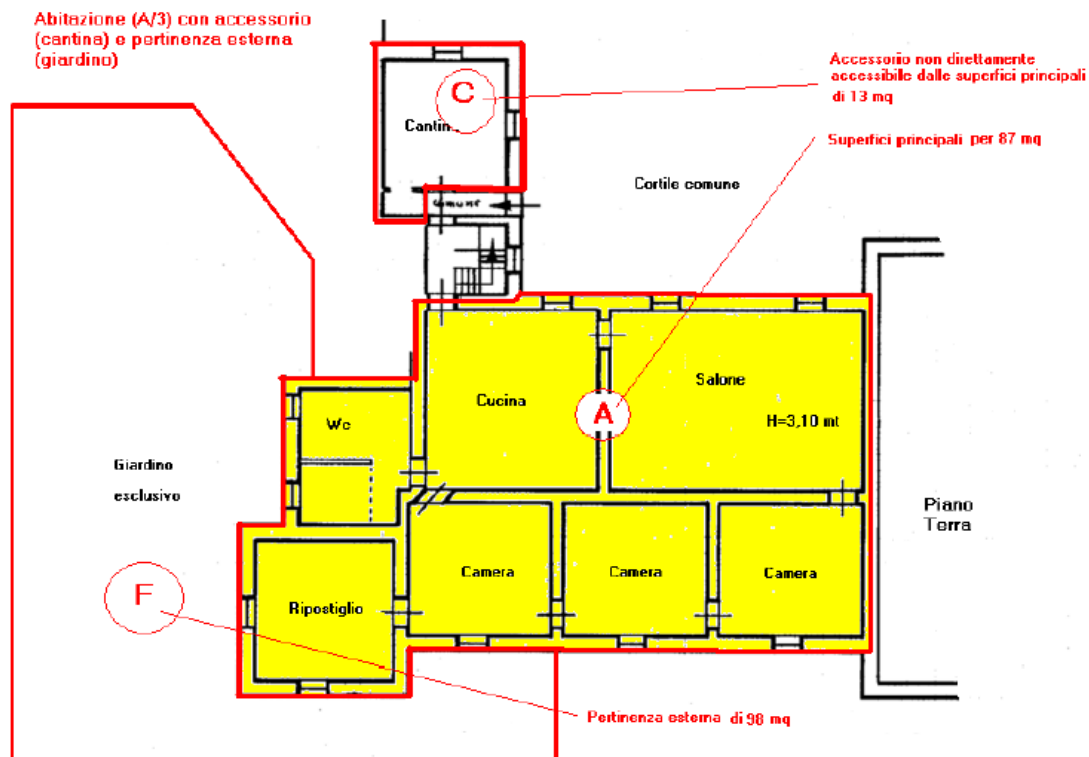 Abitazione (A/3) con accessorio
(cantina) e pertinenza esterna
(giardino)
Accessorio non direttamente
accessibile dalle superfici principali
di 13 mq
C
Cantina
Superfici principali per 87 mq
Cortile comune
comune
Cucina
Salone
A
H=3,10 mt
Wc
Giardino
esclusivo
Piano
Terra
Camera
Camera
Camera
F
Ripostiglio
Pertinenza esterna di 98 mq